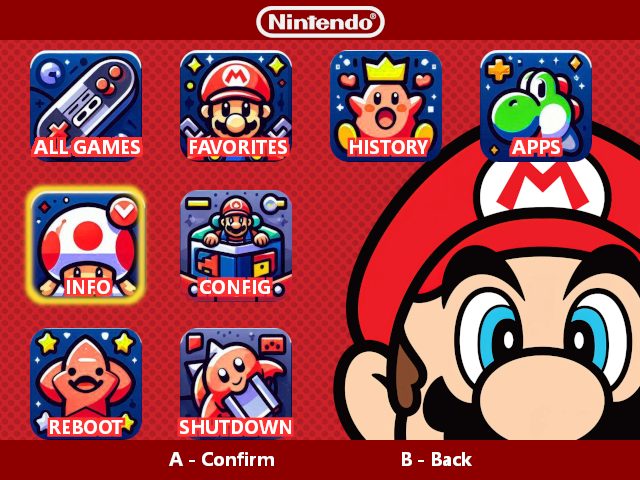 Nintendo®
ALL GAMES
FAVORITES
HISTORY
APPS
INFO
CONFIG
REBOOT
SHUTDOWN
A - Confirm
B - Back